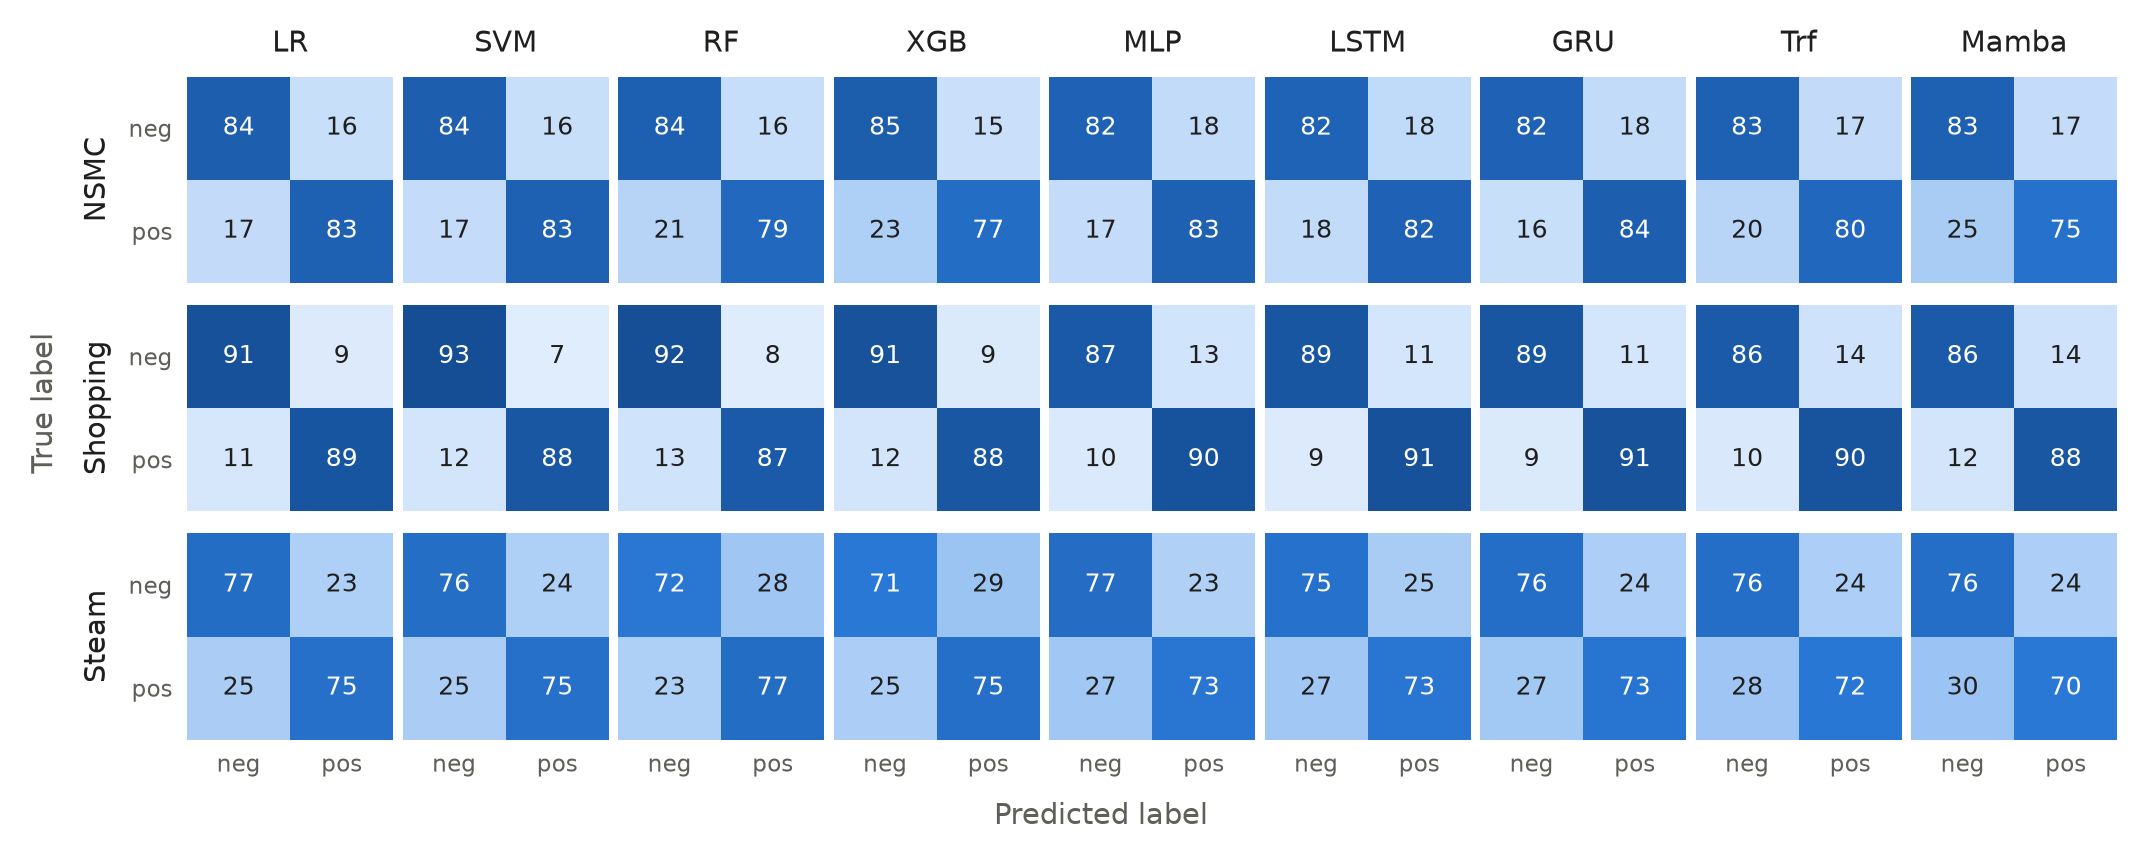 LR SVM RF XGB MLP LSTM GRU Trf Mamba
True label
NSMC
neg 84 16 84 16 84 16 85 15 82 18 82 18 82 18 83 17 83 17
pos 17 83 17 83 21 79 23 77 17 83 18 82 16 84 20 80 25 75
Shopping
neg 91 9 93 7 92 8 91 9 87 13 89 11 89 11 86 14 86 14
pos 11 89 12 88 13 87 12 88 10 90 9 91 9 91 10 90 12 88
Steam
neg 77 23 76 24 72 28 71 29 77 23 75 25 76 24 76 24 76 24
pos 25 75 25 75 23 77 25 75 27 73 27 73 27 73 28 72 30 70
neg pos neg pos neg pos neg pos neg pos neg pos neg pos neg pos neg pos
Predicted label